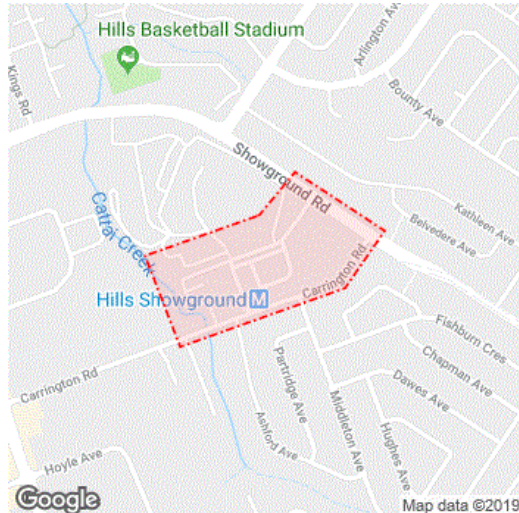 Hills Basketball Stadium
Kings Rd
Arlington Ave
Bounty Ave
Showground Rd
Kathleen Ave
Belvedere Ave
Cattai Creek
Carrington Rd
Hills Showground M
Fishburn Cres
Chapman Ave
Carrington Rd
Partridge Ave
Dawes Ave
Middleton Ave
Ashford Ave
Hughes Ave
Hoyle Ave
Google
Map data ©2019